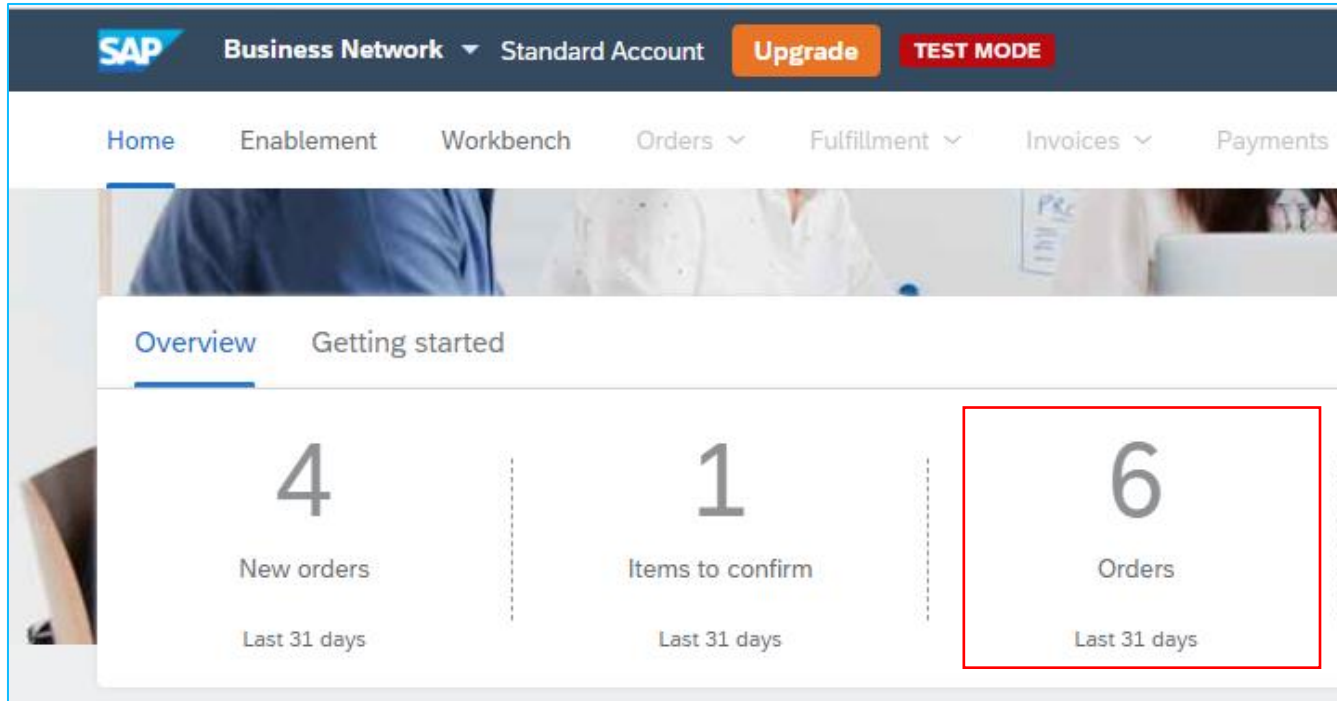 SAP Business Network Standard Account Upgrade TEST MODE
Home Enablement Workbench Orders Fulfillment Invoices Payments
Overview Getting started
4 1 6
New orders Items to confirm Orders
Last 31 days Last 31 days Last 31 days